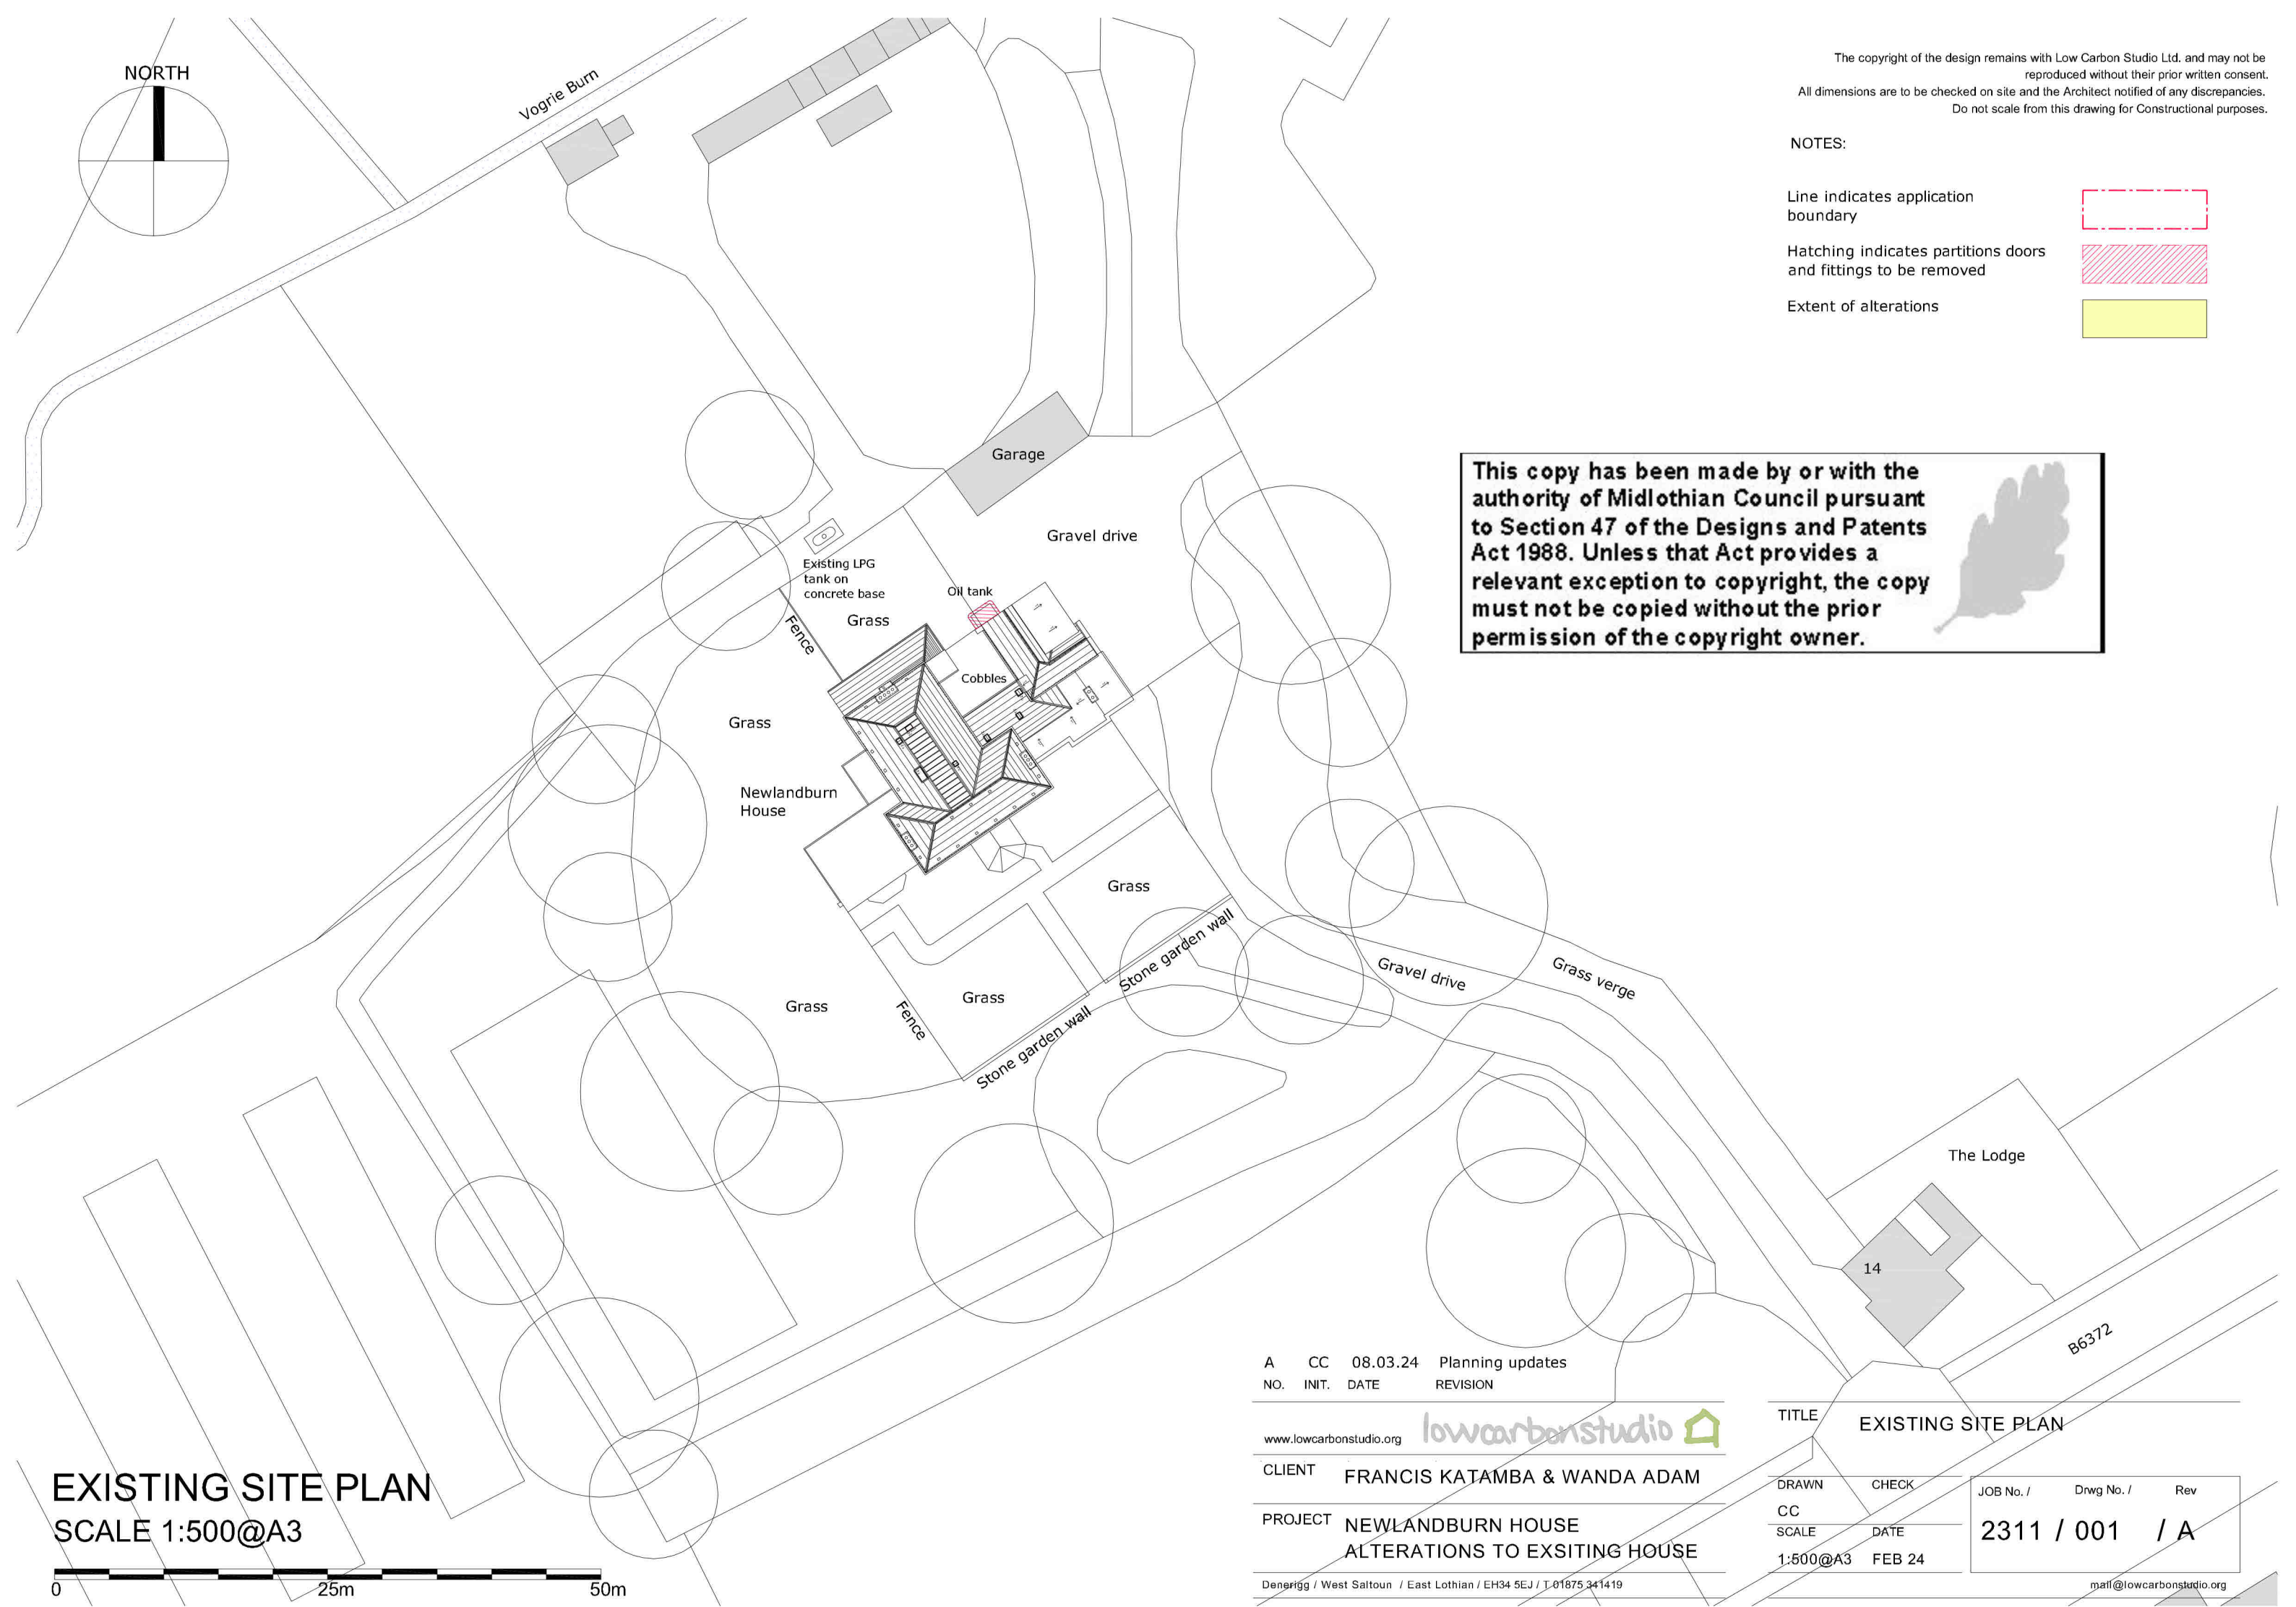 NORTH
Vogrie Burn
The copyright of the design remains with Low Carbon Studio Ltd. and may not be
reproduced without their prior written consent.
All dimensions are to be checked on site and the Architect notified of any discrepancies.
Do not scale from this drawing for Constructional purposes.
NOTES:
Line indicates application
boundary
Hatching indicates partitions doors
and fittings to be removed
Extent of alterations
This copy has been made by or with the
authority of Midlothian Council pursuant
to Section 47 of the Designs and Patents
Act 1988. Unless that Act provides a
relevant exception to copyright, the copy
must not be copied without the prior
permission of the copyright owner.
Garage
Gravel drive
Existing LPG
tank on
concrete base
Oil tank
Grass
Fence
Cobbles
Grass
Newlandburn
House
Grass
Stone garden wall
Gravel drive
Grass verge
Grass
Grass
Fence
Stone garden wall
The Lodge
14
B6372
A CC 08.03.24 Planning updates
NO. INIT. DATE REVISION
www.lowcarbonstudio.org lowcarbonstudio
CLIENT FRANCIS KATAMBA & WANDA ADAM
PROJECT NEWLANDBURN HOUSE
ALTERATIONS TO EXSITING HOUSE
Denerigg / West Saltoun / East Lothian / EH34 5EJ / T 01875 341419
TITLE EXISTING SITE PLAN
DRAWN CHECK
CC
SCALE DATE
1:500@A3 FEB 24
JOB No. / Drwg No. / Rev
2311 / 001 / A
mail@lowcarbonstudio.org
EXISTING SITE PLAN
SCALE 1:500@A3
0 25m 50m